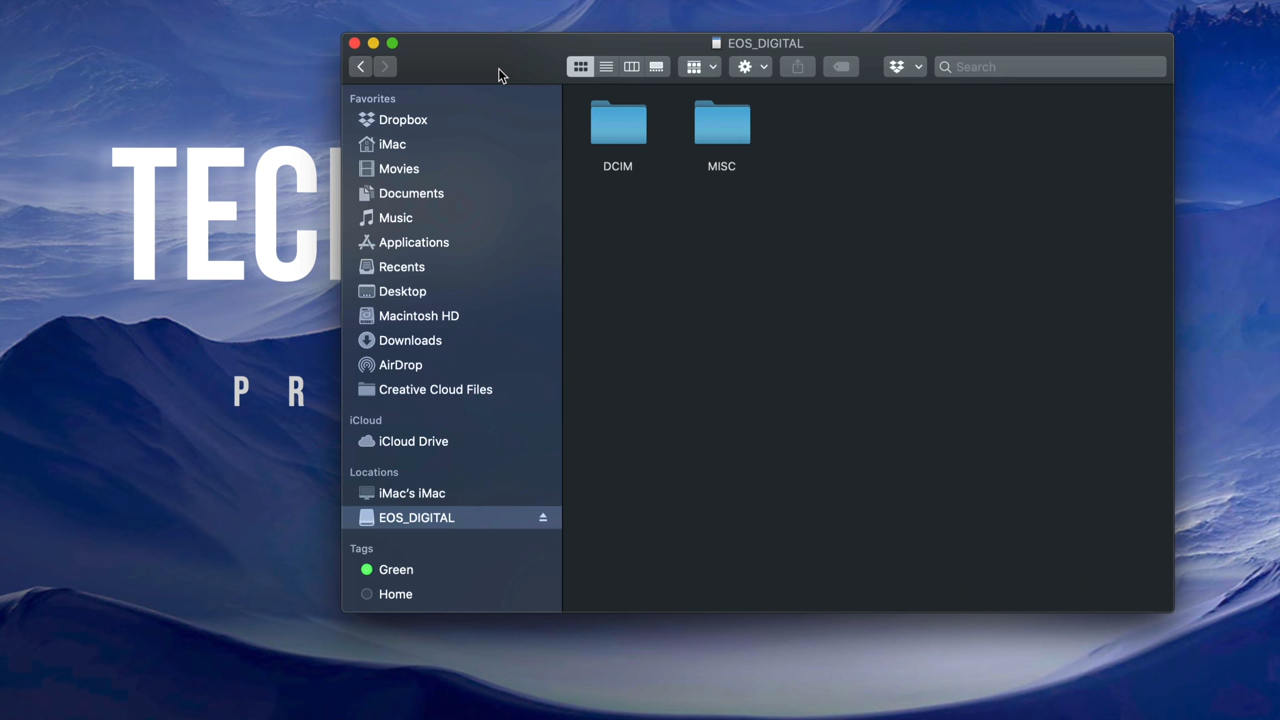 EOS_DIGITAL
Search
Favorites
Dropbox
iMac
Movies
Documents
Music
Applications
Recents
Desktop
Macintosh HD
Downloads
AirDrop
Creative Cloud Files
iCloud
iCloud Drive
Locations
iMac’s iMac
EOS_DIGITAL
Tags
Green
Home
DCIM
MISC
TEC
P R